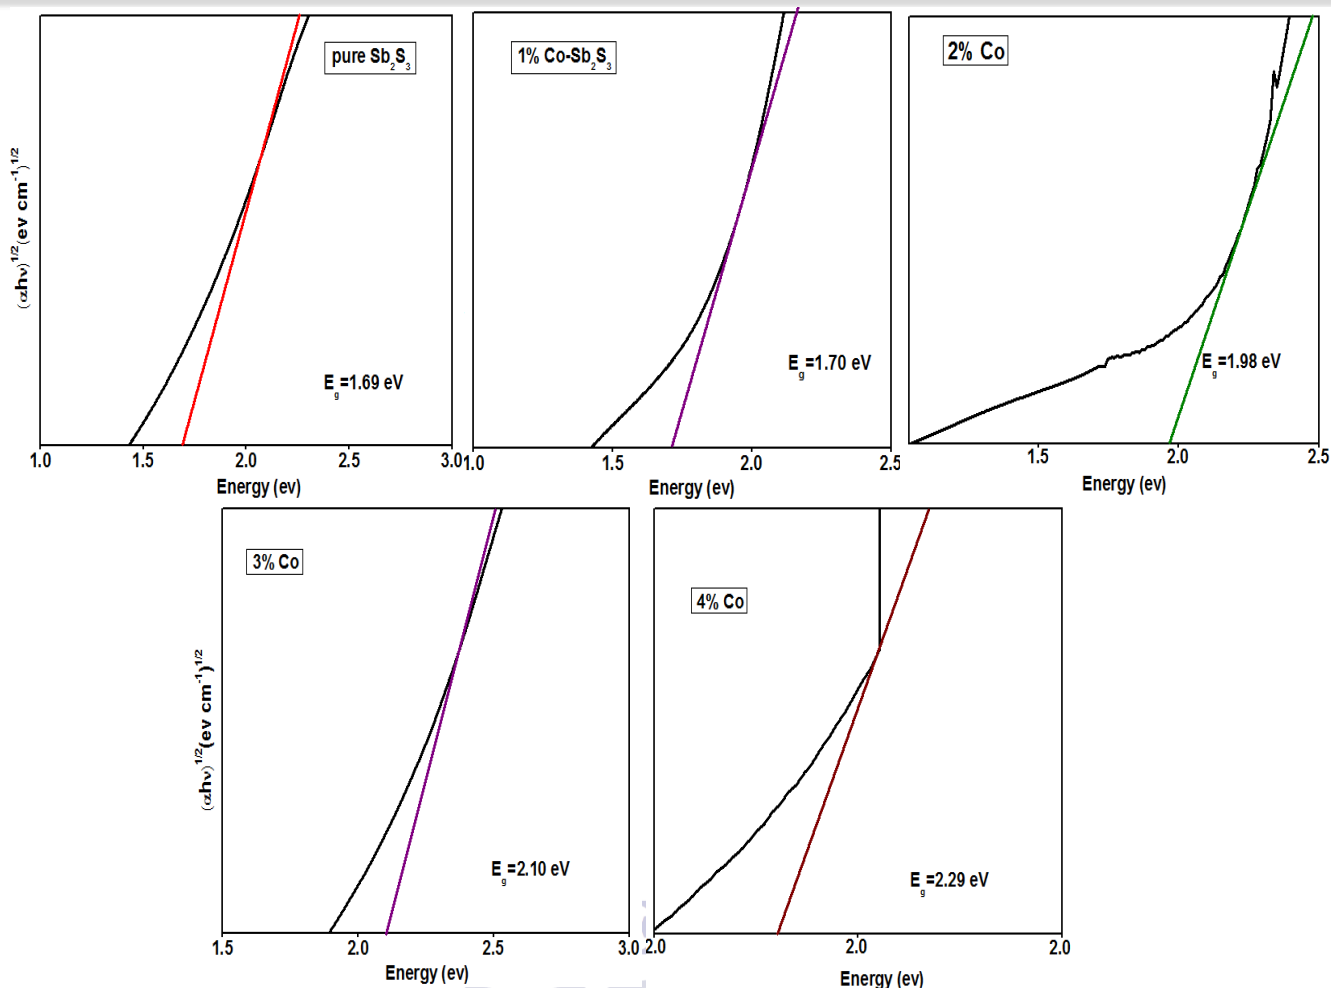 pure Sb₂S₃
(αhν)¹/²(ev cm⁻¹)¹/²
E_g=1.69 eV
1.0 1.5 2.0 2.5 3.0
Energy (ev)
1% Co-Sb₂S₃
E_g=1.70 eV
1.0 1.5 2.0 2.5
Energy (ev)
2% Co
E_g=1.98 eV
1.5 2.0 2.5
Energy (ev)
3% Co
(αhν)¹/²(ev cm⁻¹)¹/²
E_g=2.10 eV
1.5 2.0 2.5 3.0
Energy (ev)
4% Co
E_g=2.29 eV
2.0 2.0 2.0
Energy (ev)